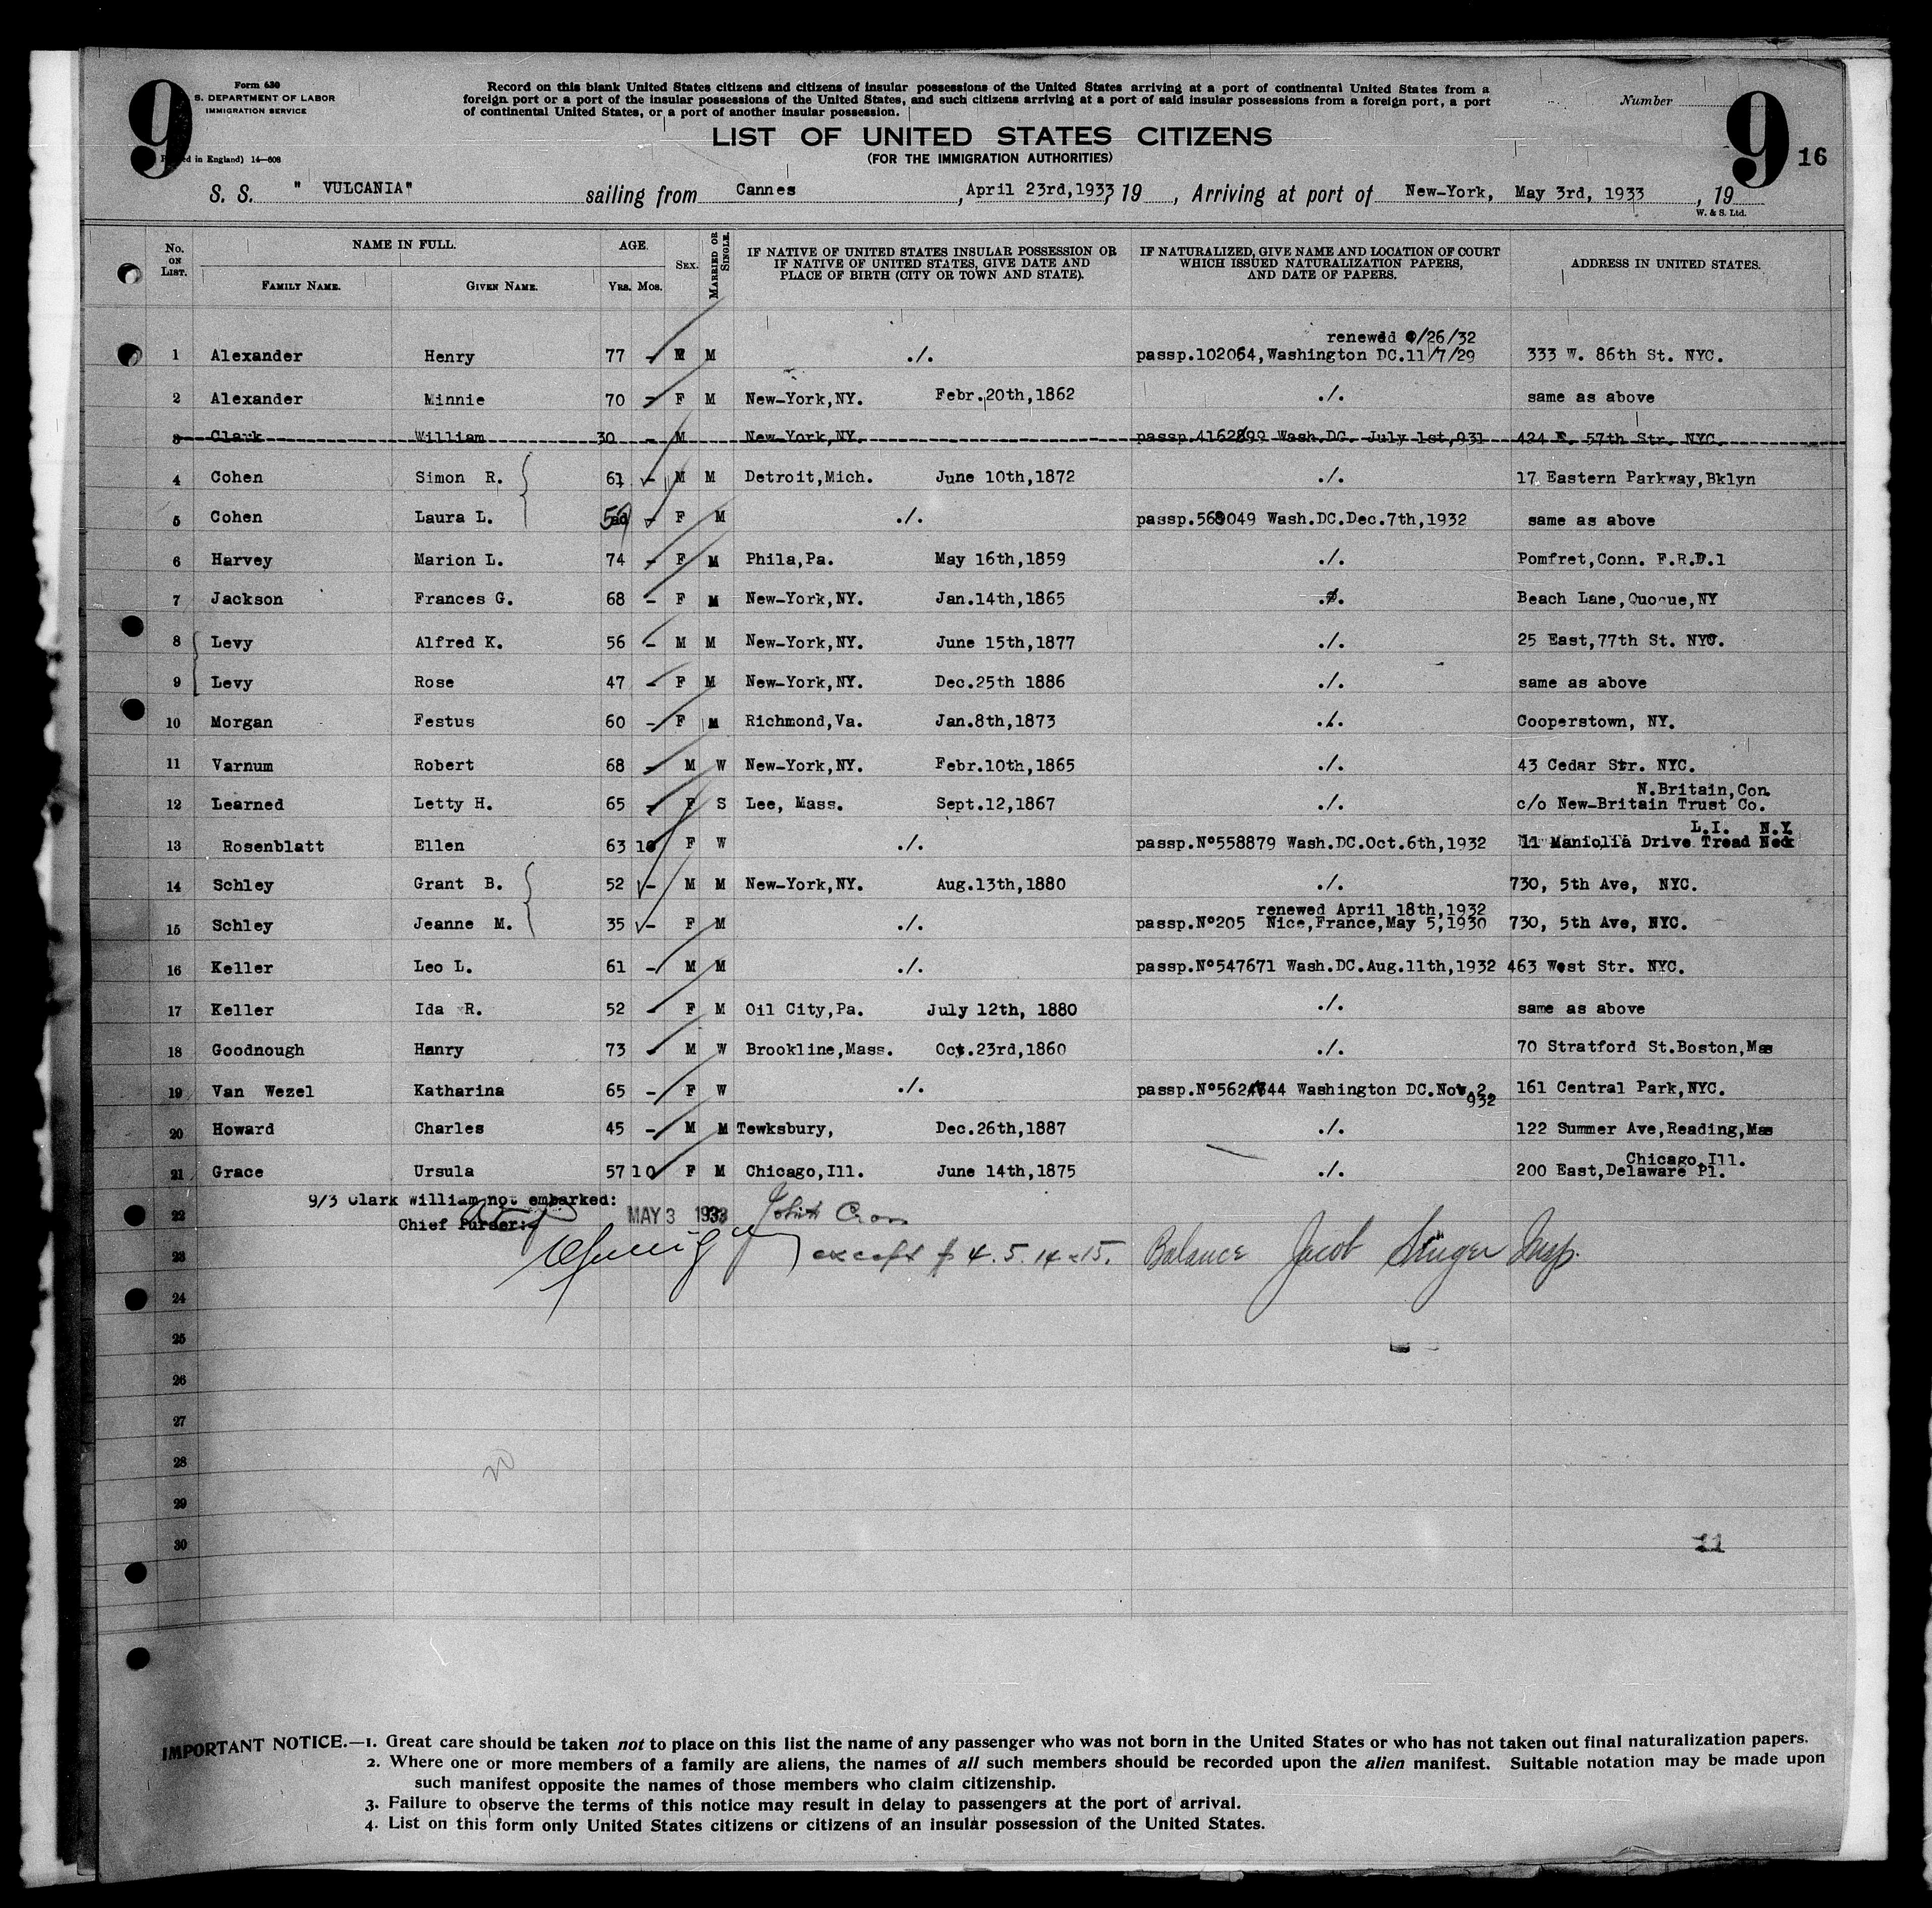 9
Form 630
S. DEPARTMENT OF LABOR
IMMIGRATION SERVICE
in England) 14—608
Record on this blank United States citizens and citizens of insular possessions of the United States arriving at a port of continental United States from a
foreign port or a port of the insular possessions of the United States, and such citizens arriving at a port of said insular possessions from a foreign port, a port
of continental United States, or a port of another insular possession.
Number
9
16
LIST OF UNITED STATES CITIZENS
(FOR THE IMMIGRATION AUTHORITIES)
S. S. " VULCANIA" sailing from Cannes, April 23rd,1933, 19 , Arriving at port of New-York, May 3rd, 1933, 19
W. & S. Ltd.
No. ON LIST. NAME IN FULL. FAMILY NAME. GIVEN NAME. AGE. YRS. MOS. SEX. MARRIED OR SINGLE. IF NATIVE OF UNITED STATES INSULAR POSSESSION OR IF NATIVE OF UNITED STATES, GIVE DATE AND PLACE OF BIRTH (CITY OR TOWN AND STATE). IF NATURALIZED, GIVE NAME AND LOCATION OF COURT WHICH ISSUED NATURALIZATION PAPERS, AND DATE OF PAPERS. ADDRESS IN UNITED STATES.
renewed /26/32
1 Alexander Henry 77 - M M ./. passp.102064,Washington DC.11/7/29 333 W. 86th St. NYC.
2 Alexander Minnie 70 - F M New-York,NY. Febr.20th,1862 ./. same as above
3 Clark William 30 - M New-York,NY. passp.4162899 Wash.DC. July 1st,931 424 E. 57th Str. NYC.
4 Cohen Simon R. 61 - M M Detroit,Mich. June 10th,1872 ./. 17 Eastern Parkway,Bklyn
5 Cohen Laura L. 59 - F M ./. passp.569049 Wash.DC.Dec.7th,1932 same as above
6 Harvey Marion L. 74 - F M Phila,Pa. May 16th,1859 ./. Pomfret,Conn. F.R.D.1
7 Jackson Frances G. 68 - F M New-York,NY. Jan.14th,1865 ./. Beach Lane,Quogue,NY
8 Levy Alfred K. 56 - M M New-York,NY. June 15th,1877 ./. 25 East,77th St. NYC.
9 Levy Rose 47 - F M New-York,NY. Dec.25th 1886 ./. same as above
10 Morgan Festus 60 - F M Richmond,Va. Jan.8th,1873 ./. Cooperstown, NY.
11 Varnum Robert 68 - M W New-York,NY. Febr.10th,1865 ./. 43 Cedar Str. NYC.
N.Britain,Con.
12 Learned Letty H. 65 - F S Lee, Mass. Sept.12,1867 ./. c/o New-Britain Trust Co.
L.I. N.Y.
13 Rosenblatt Ellen 63 10 F W ./. passp.Nº558879 Wash.DC.Oct.6th,1932 11 Maniolia Drive Tread Neck
14 Schley Grant B. 52 - M M New-York,NY. Aug.13th,1880 ./. 730, 5th Ave, NYC.
renewed April 18th,1932
15 Schley Jeanne M. 35 - F M ./. passp.Nº205 Nice,France,May 5,1930 730, 5th Ave, NYC.
16 Keller Leo L. 61 - M M ./. passp.Nº547671 Wash.DC.Aug.11th,1932 463 West Str. NYC.
17 Keller Ida R. 52 - F M Oil City,Pa. July 12th, 1880 ./. same as above
18 Goodnough Henry 73 - M W Brookline,Mass. Oct.23rd,1860 ./. 70 Stratford St.Boston,Mas
19 Van Wezel Katharina 65 - F W ./. Washington DC.Nov.2 932 161 Central Park,NYC.
20 Howard Charles 45 - M M Tewksbury, Dec.26th,1887 ./. 122 Summer Ave,Reading,Mas
Chicago,Ill.
21 Grace Ursula 57 10 F M Chicago,Ill. June 14th,1875 ./. 200 East,Delaware Pl.
9/3 Clark William not embarked:
22 Chief Purser: MAY 3 1933
23 except 4. 5. 14 - 15. Balance Jacob Singer Insp.
24
25
26
27
28
29
30
11
IMPORTANT NOTICE.—1. Great care should be taken not to place on this list the name of any passenger who was not born in the United States or who has not taken out final naturalization papers.
2. Where one or more members of a family are aliens, the names of all such members should be recorded upon the alien manifest. Suitable notation may be made upon
such manifest opposite the names of those members who claim citizenship.
3. Failure to observe the terms of this notice may result in delay to passengers at the port of arrival.
4. List on this form only United States citizens or citizens of an insular possession of the United States.